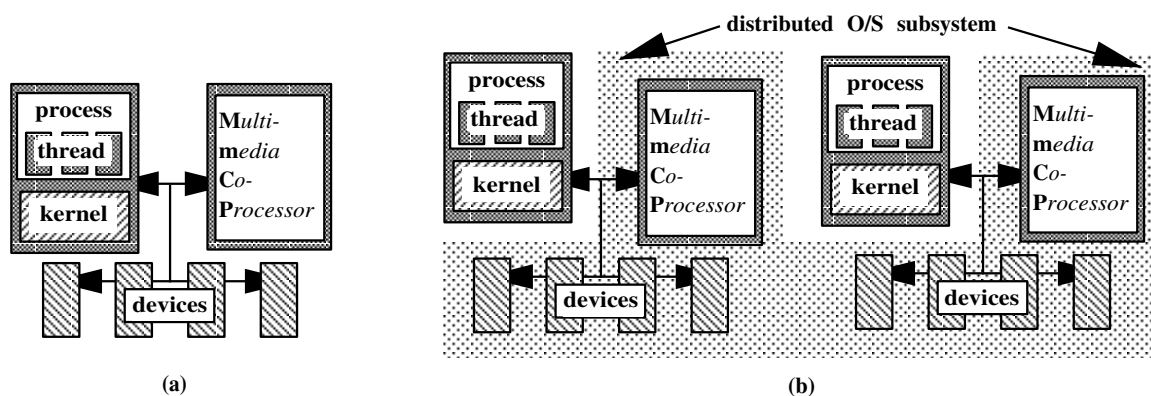 distributed O/S subsystem
process
thread
kernel
Multi-
media
Co-
Processor
devices
(a)
process
thread
kernel
Multi-
media
Co-
Processor
devices
process
thread
kernel
Multi-
media
Co-
Processor
devices
(b)